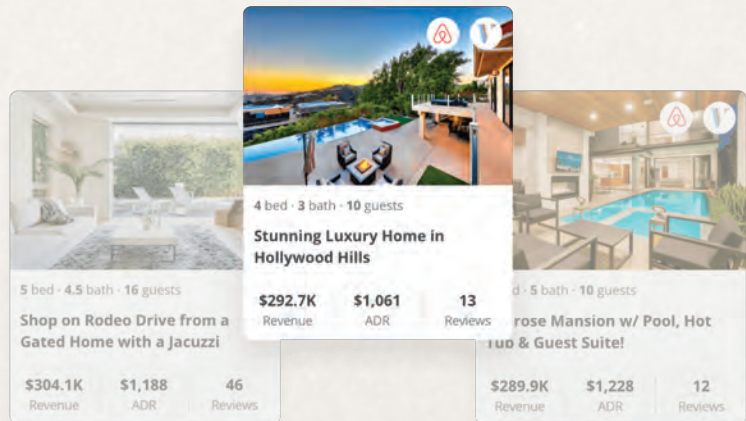 5 bed · 4.5 bath · 16 guests
Shop on Rodeo Drive from a
Gated Home with a Jacuzzi
$304.1K $1,188 46
Revenue ADR Reviews
4 bed · 3 bath · 10 guests
Stunning Luxury Home in
Hollywood Hills
$292.7K $1,061 13
Revenue ADR Reviews
· 5 bath · 10 guests
Mansion w/ Pool, Hot
Tub & Guest Suite!
$289.9K $1,228 12
Revenue ADR Reviews